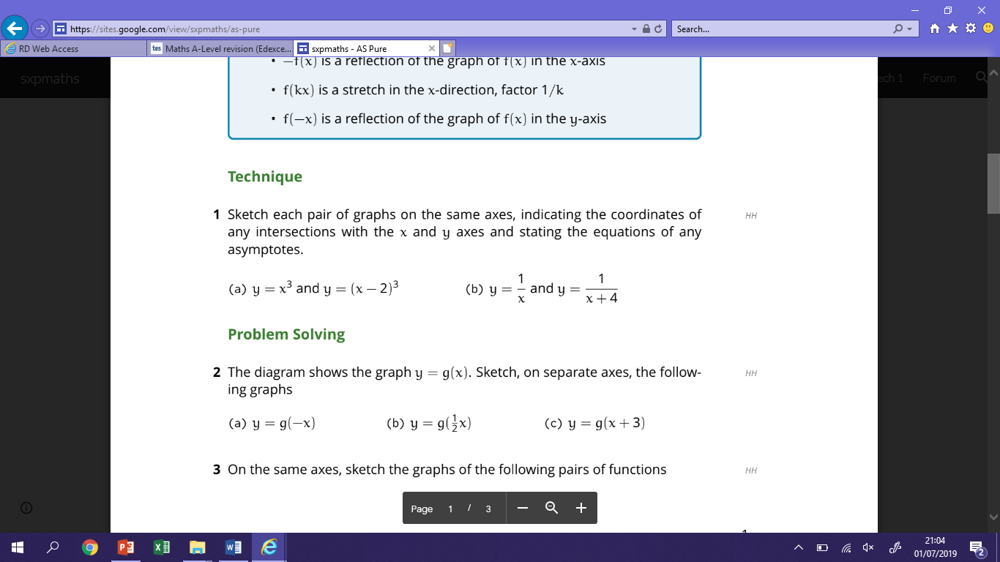 https://sites.google.com/view/sxpmaths/as-pure
Search...
RD Web Access
tes Maths A-Level revision (Edexce...
sxpmaths - AS Pure
sxpmaths
ech 1 Forum
• −f(x) is a reflection of the graph of f(x) in the x-axis
• f(kx) is a stretch in the x-direction, factor 1/k
• f(−x) is a reflection of the graph of f(x) in the y-axis
Technique
1 Sketch each pair of graphs on the same axes, indicating the coordinates of HH
any intersections with the x and y axes and stating the equations of any
asymptotes.
(a) y = x³ and y = (x − 2)³ (b) y = 1/x and y = 1/(x + 4)
Problem Solving
2 The diagram shows the graph y = g(x). Sketch, on separate axes, the follow- HH
ing graphs
(a) y = g(−x) (b) y = g(½x) (c) y = g(x + 3)
3 On the same axes, sketch the graphs of the following pairs of functions HH
Page 1 / 3
21:04
01/07/2019
2